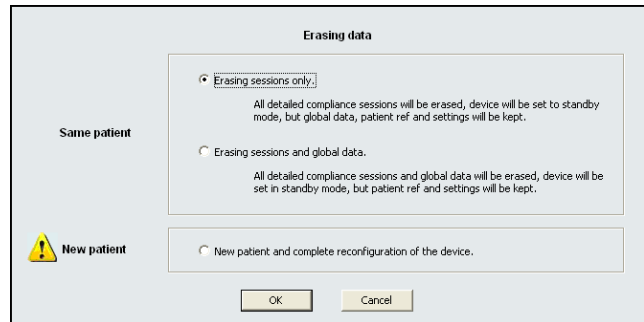 Erasing data
Same patient
Erasing sessions only.
All detailed compliance sessions will be erased, device will be set to standby
mode, but global data, patient ref and settings will be kept.
Erasing sessions and global data.
All detailed compliance sessions and global data will be erased, device will be
set in standby mode, but patient ref and settings will be kept.
New patient
New patient and complete reconfiguration of the device.
OK
Cancel